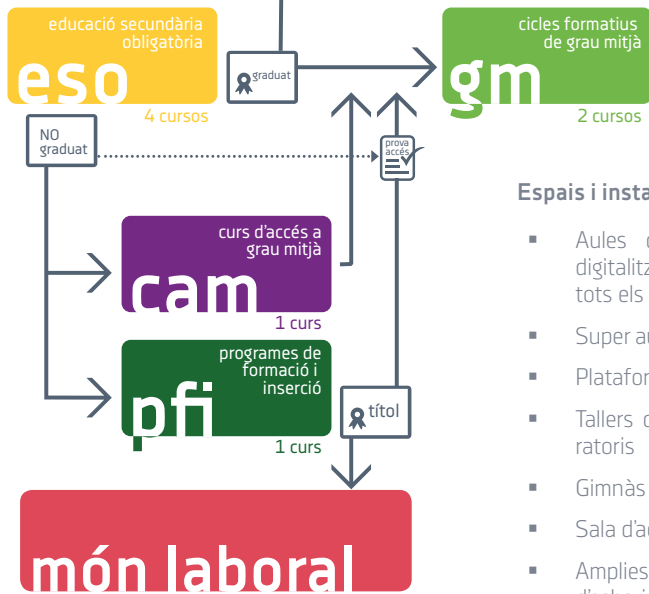 educació secundària
obligatòria
eso
4 cursos
graduat
cicles formatius
de grau mitjà
gm
2 cursos
NO
graduat
prova
accés
curs d'accés a
grau mitjà
cam
1 curs
programes de
formació i
inserció
pfi
1 curs
títol
món laboral
Espais i insta
▪ Aules
digitalitz
tots els
▪ Super au
▪ Platafor
▪ Tallers
ratoris
▪ Gimnàs
▪ Sala d'a
▪ Amplies